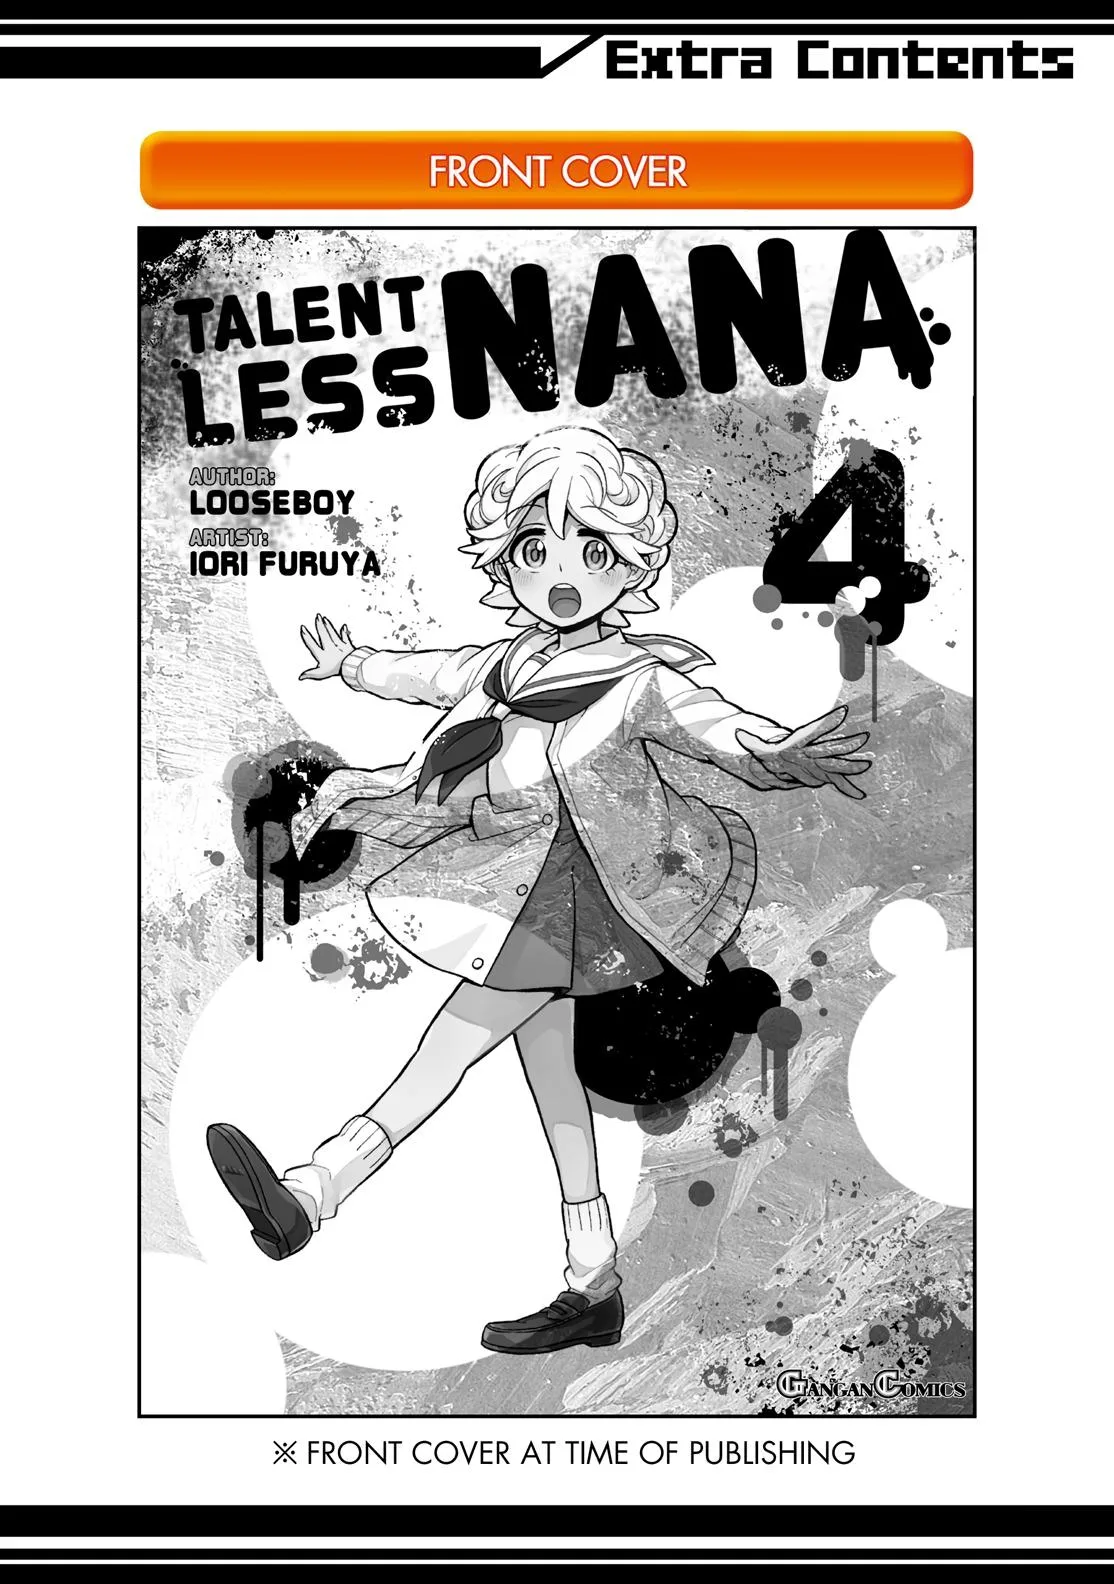 Extra Contents
FRONT COVER
TALENT
LESS NANA
4
AUTHOR:
LOOSEBOY
ARTIST:
IORI FURUYA
GANGAN COMICS
※ FRONT COVER AT TIME OF PUBLISHING